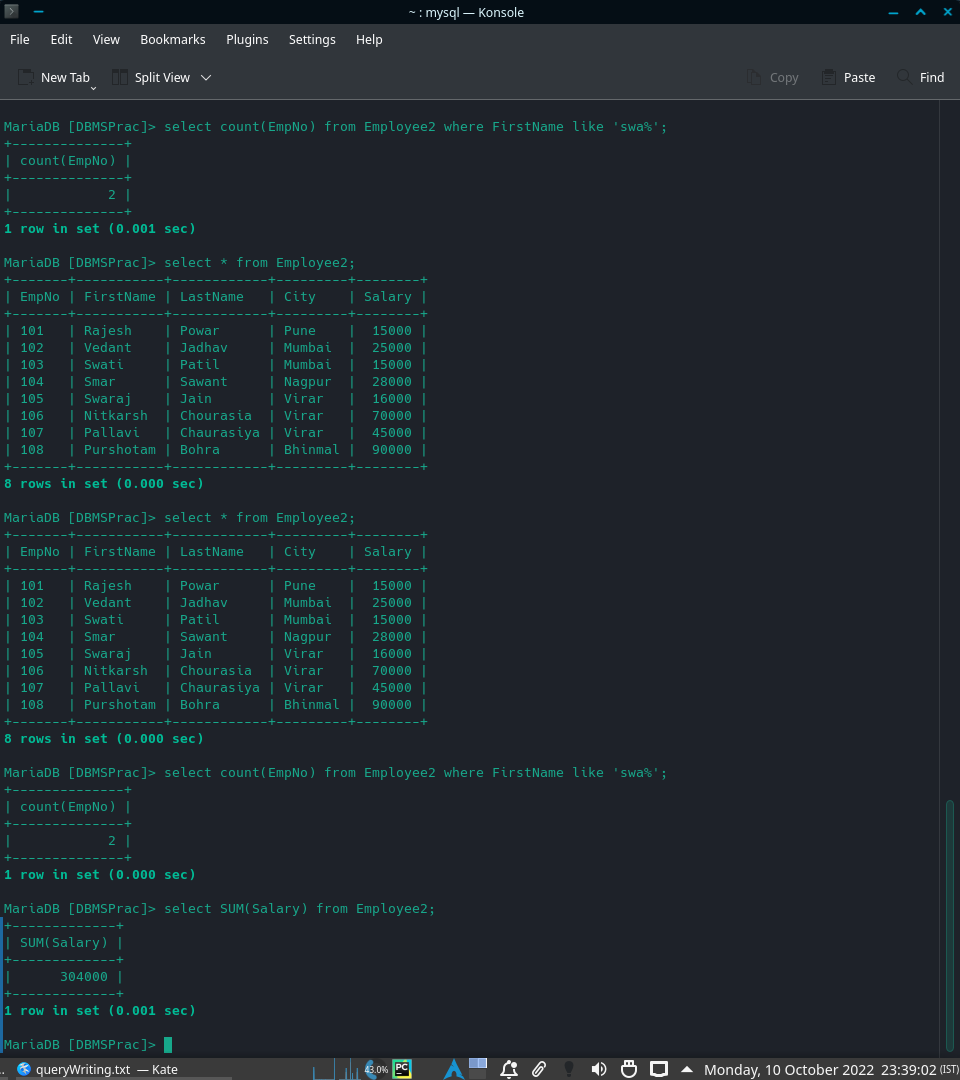 ~ : mysql — Konsole
File Edit View Bookmarks Plugins Settings Help
New Tab Split View Copy Paste Find
MariaDB [DBMSPrac]> select count(EmpNo) from Employee2 where FirstName like 'swa%';
+--------------+
| count(EmpNo) |
+--------------+
|            2 |
+--------------+
1 row in set (0.001 sec)
MariaDB [DBMSPrac]> select * from Employee2;
+-------+-----------+------------+---------+--------+
| EmpNo | FirstName | LastName   | City    | Salary |
+-------+-----------+------------+---------+--------+
| 101   | Rajesh    | Powar      | Pune    |  15000 |
| 102   | Vedant    | Jadhav     | Mumbai  |  25000 |
| 103   | Swati     | Patil      | Mumbai  |  15000 |
| 104   | Smar      | Sawant     | Nagpur  |  28000 |
| 105   | Swaraj    | Jain       | Virar   |  16000 |
| 106   | Nitkarsh  | Chourasia  | Virar   |  70000 |
| 107   | Pallavi   | Chaurasiya | Virar   |  45000 |
| 108   | Purshotam | Bohra      | Bhinmal |  90000 |
+-------+-----------+------------+---------+--------+
8 rows in set (0.000 sec)
MariaDB [DBMSPrac]> select * from Employee2;
+-------+-----------+------------+---------+--------+
| EmpNo | FirstName | LastName   | City    | Salary |
+-------+-----------+------------+---------+--------+
| 101   | Rajesh    | Powar      | Pune    |  15000 |
| 102   | Vedant    | Jadhav     | Mumbai  |  25000 |
| 103   | Swati     | Patil      | Mumbai  |  15000 |
| 104   | Smar      | Sawant     | Nagpur  |  28000 |
| 105   | Swaraj    | Jain       | Virar   |  16000 |
| 106   | Nitkarsh  | Chourasia  | Virar   |  70000 |
| 107   | Pallavi   | Chaurasiya | Virar   |  45000 |
| 108   | Purshotam | Bohra      | Bhinmal |  90000 |
+-------+-----------+------------+---------+--------+
8 rows in set (0.000 sec)
MariaDB [DBMSPrac]> select count(EmpNo) from Employee2 where FirstName like 'swa%';
+--------------+
| count(EmpNo) |
+--------------+
|            2 |
+--------------+
1 row in set (0.000 sec)
MariaDB [DBMSPrac]> select SUM(Salary) from Employee2;
+-------------+
| SUM(Salary) |
+-------------+
|      304000 |
+-------------+
1 row in set (0.001 sec)
MariaDB [DBMSPrac]>
.. queryWriting.txt — Kate 43.0% PC Monday, 10 October 2022 23:39:02 (IST)